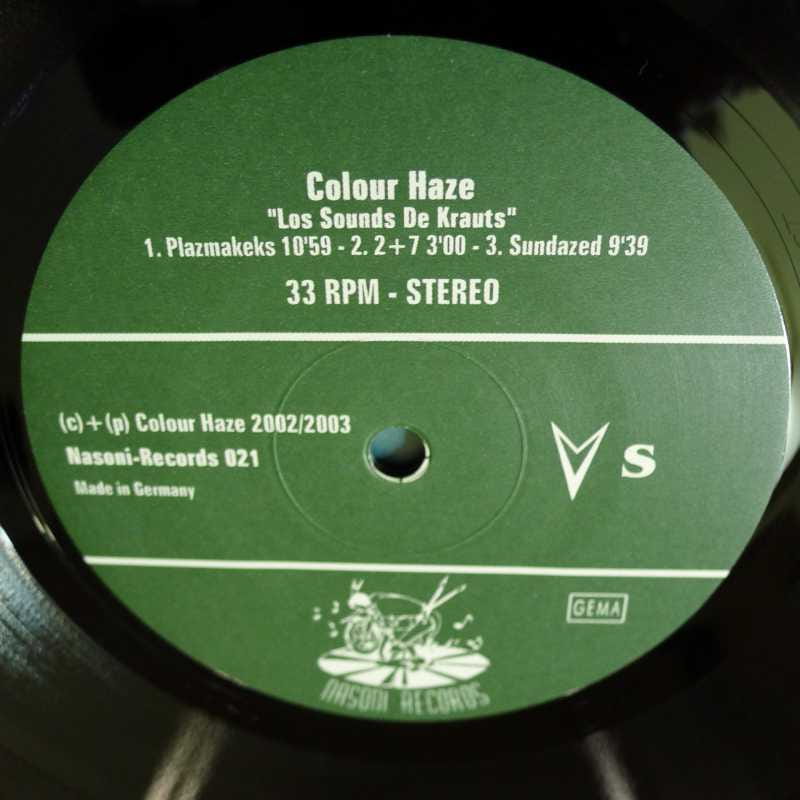 Colour Haze
"Los Sounds De Krauts"
1. Plazmakeks 10'59 - 2. 2+7 3'00 - 3. Sundazed 9'39
33 RPM - STEREO
(c)+(p) Colour Haze 2002/2003
Nasoni-Records 021
Made in Germany
S
GEMA
NASONI RECORDS